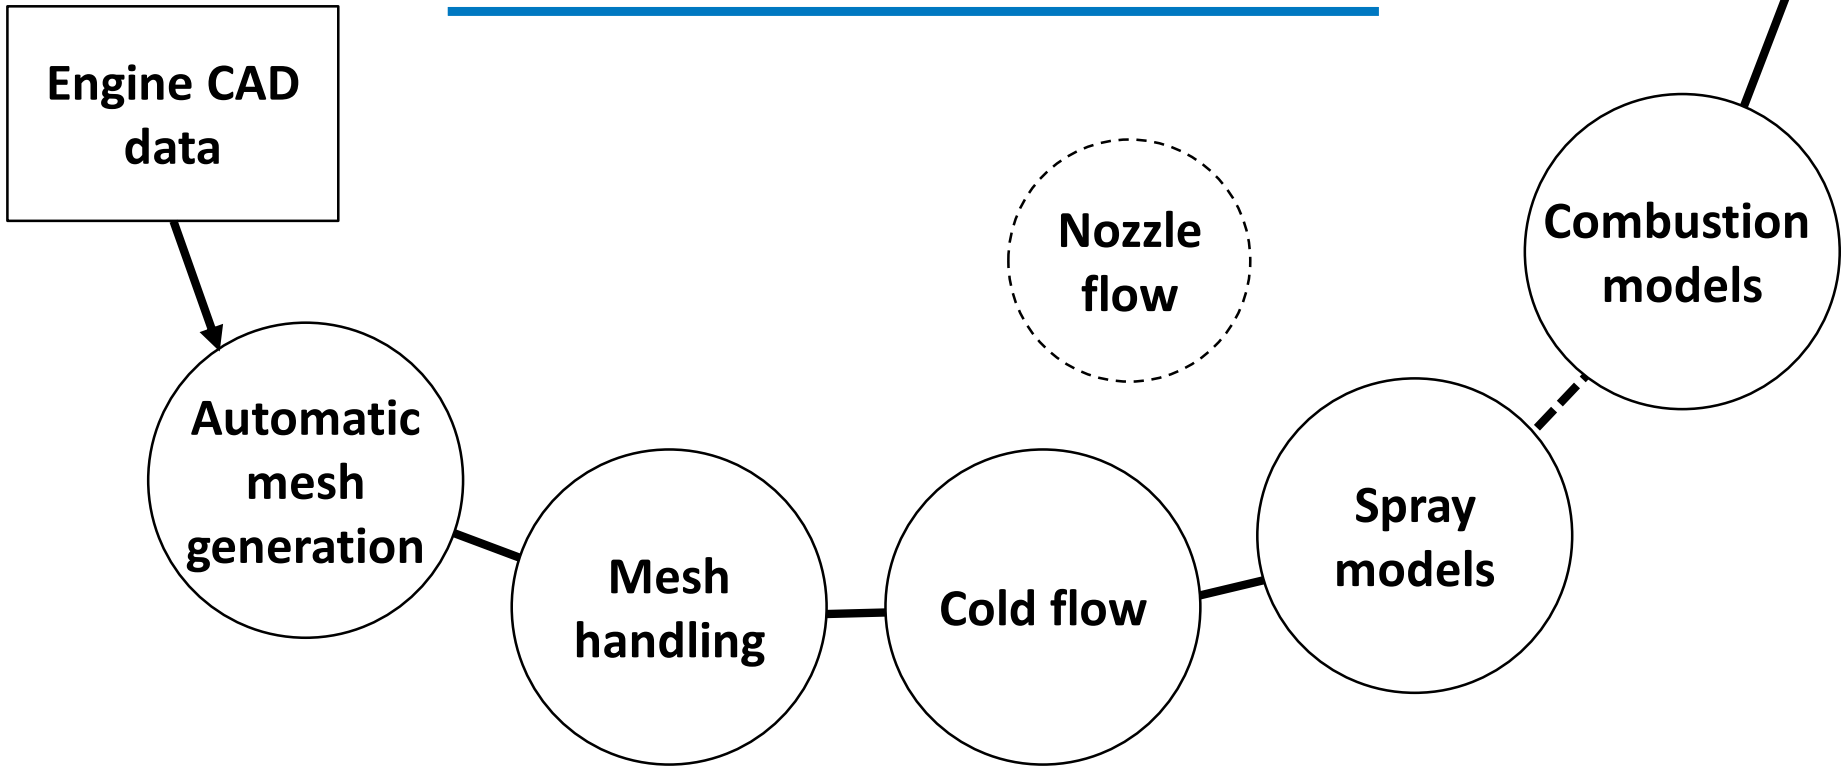 Engine CAD
data
Automatic
mesh
generation
Mesh
handling
Cold flow
Nozzle
flow
Spray
models
Combustion
models